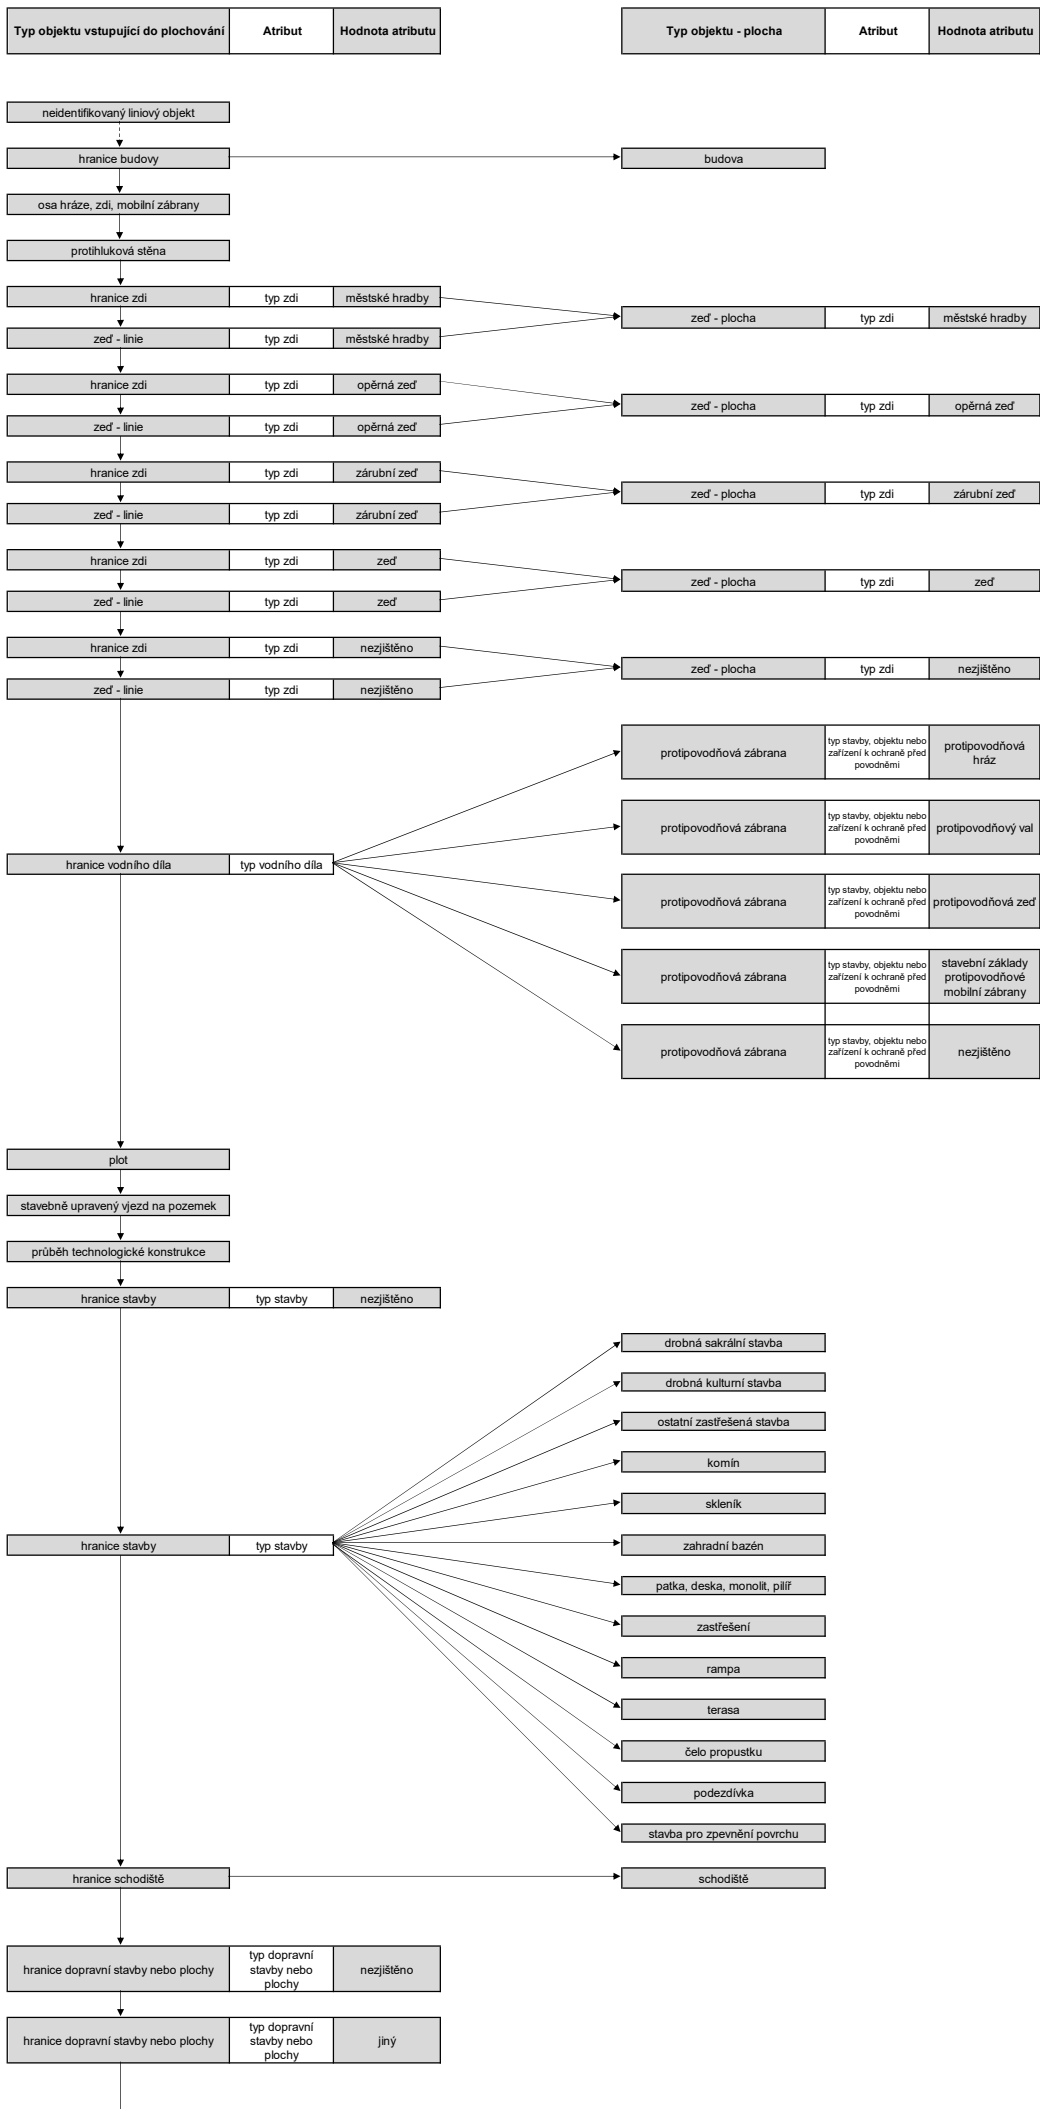 Typ objektu vstupující do plochování Atribut Hodnota atributu Typ objektu - plocha Atribut Hodnota atributu
neidentifikovaný liniový objekt
hranice budovy budova
osa hráze, zdi, mobilní zábrany
protihluková stěna
hranice zdi typ zdi městské hradby
zeď - plocha typ zdi městské hradby
zeď - linie typ zdi městské hradby
hranice zdi typ zdi opěrná zeď
zeď - plocha typ zdi opěrná zeď
zeď - linie typ zdi opěrná zeď
hranice zdi typ zdi zárubní zeď
zeď - plocha typ zdi zárubní zeď
zeď - linie typ zdi zárubní zeď
hranice zdi typ zdi zeď
zeď - plocha typ zdi zeď
zeď - linie typ zdi zeď
hranice zdi typ zdi nezjištěno
zeď - plocha typ zdi nezjištěno
zeď - linie typ zdi nezjištěno
protipovodňová zábrana
typ stavby, objektu nebo
zařízení k ochraně před
povodněmi
protipovodňová
hráz
protipovodňová zábrana
typ stavby, objektu nebo
zařízení k ochraně před
povodněmi
protipovodňový val
hranice vodního díla typ vodního díla
protipovodňová zábrana
typ stavby, objektu nebo
zařízení k ochraně před
povodněmi
protipovodňová zeď
protipovodňová zábrana
typ stavby, objektu nebo
zařízení k ochraně před
povodněmi
stavební základy
protipovodňové
mobilní zábrany
protipovodňová zábrana
typ stavby, objektu nebo
zařízení k ochraně před
povodněmi
nezjištěno
plot
stavebně upravený vjezd na pozemek
průběh technologické konstrukce
hranice stavby typ stavby nezjištěno
drobná sakrální stavba
drobná kulturní stavba
ostatní zastřešená stavba
komín
skleník
hranice stavby typ stavby zahradní bazén
patka, deska, monolit, pilíř
zastřešení
rampa
terasa
čelo propustku
podezdívka
stavba pro zpevnění povrchu
hranice schodiště schodiště
hranice dopravní stavby nebo plochy
typ dopravní
stavby nebo
plochy
nezjištěno
hranice dopravní stavby nebo plochy
typ dopravní
stavby nebo
plochy
jiný